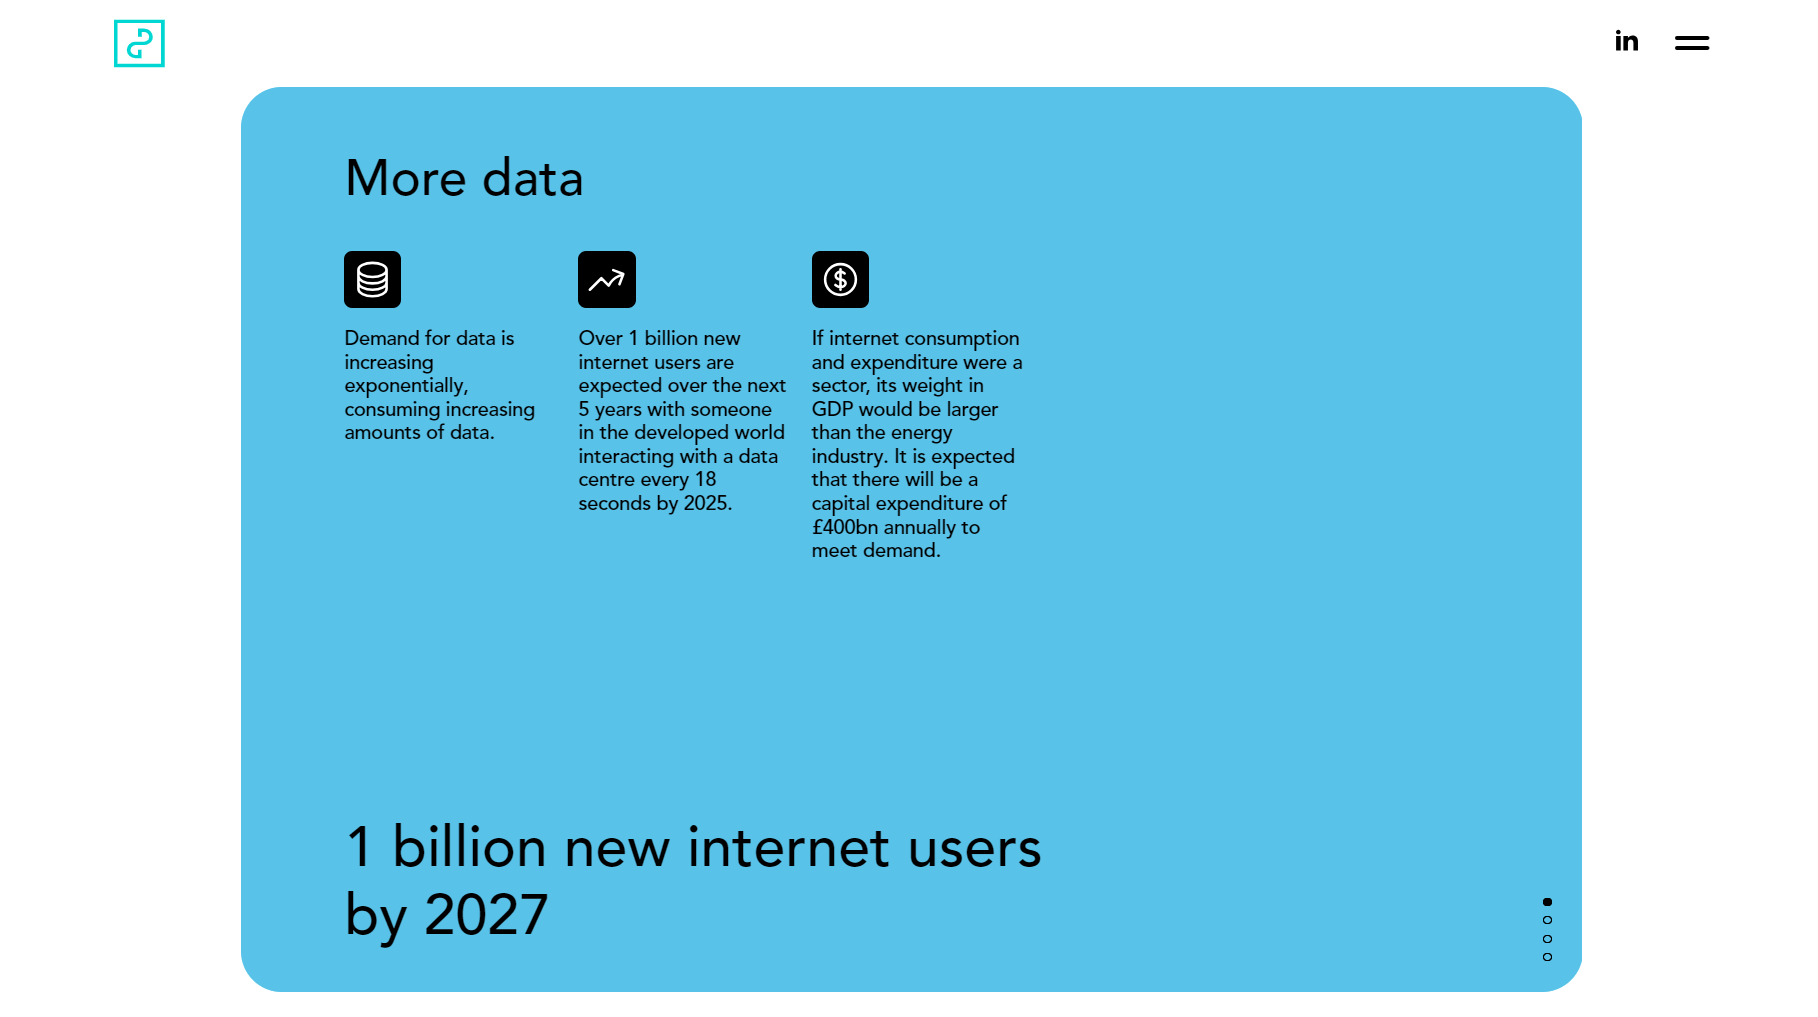 in
More data
Demand for data is
increasing
exponentially,
consuming increasing
amounts of data.
Over 1 billion new
internet users are
expected over the next
5 years with someone
in the developed world
interacting with a data
centre every 18
seconds by 2025.
If internet consumption
and expenditure were a
sector, its weight in
GDP would be larger
than the energy
industry. It is expected
that there will be a
capital expenditure of
£400bn annually to
meet demand.
1 billion new internet users
by 2027